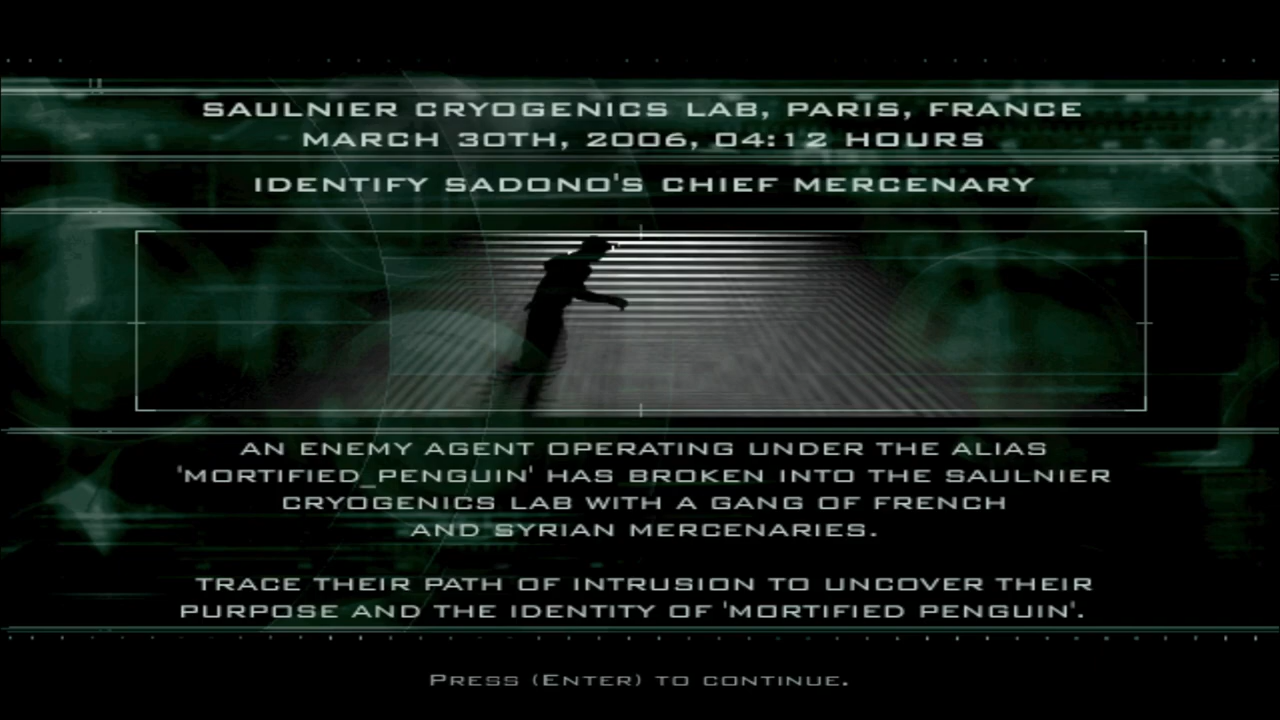 SAULNIER CRYOGENICS LAB, PARIS, FRANCE
MARCH 30TH, 2006, 04:12 HOURS
IDENTIFY SADONO'S CHIEF MERCENARY
AN ENEMY AGENT OPERATING UNDER THE ALIAS
'MORTIFIED_PENGUIN' HAS BROKEN INTO THE SAULNIER
CRYOGENICS LAB WITH A GANG OF FRENCH
AND SYRIAN MERCENARIES.
TRACE THEIR PATH OF INTRUSION TO UNCOVER THEIR
PURPOSE AND THE IDENTITY OF 'MORTIFIED PENGUIN'.
PRESS (ENTER) TO CONTINUE.